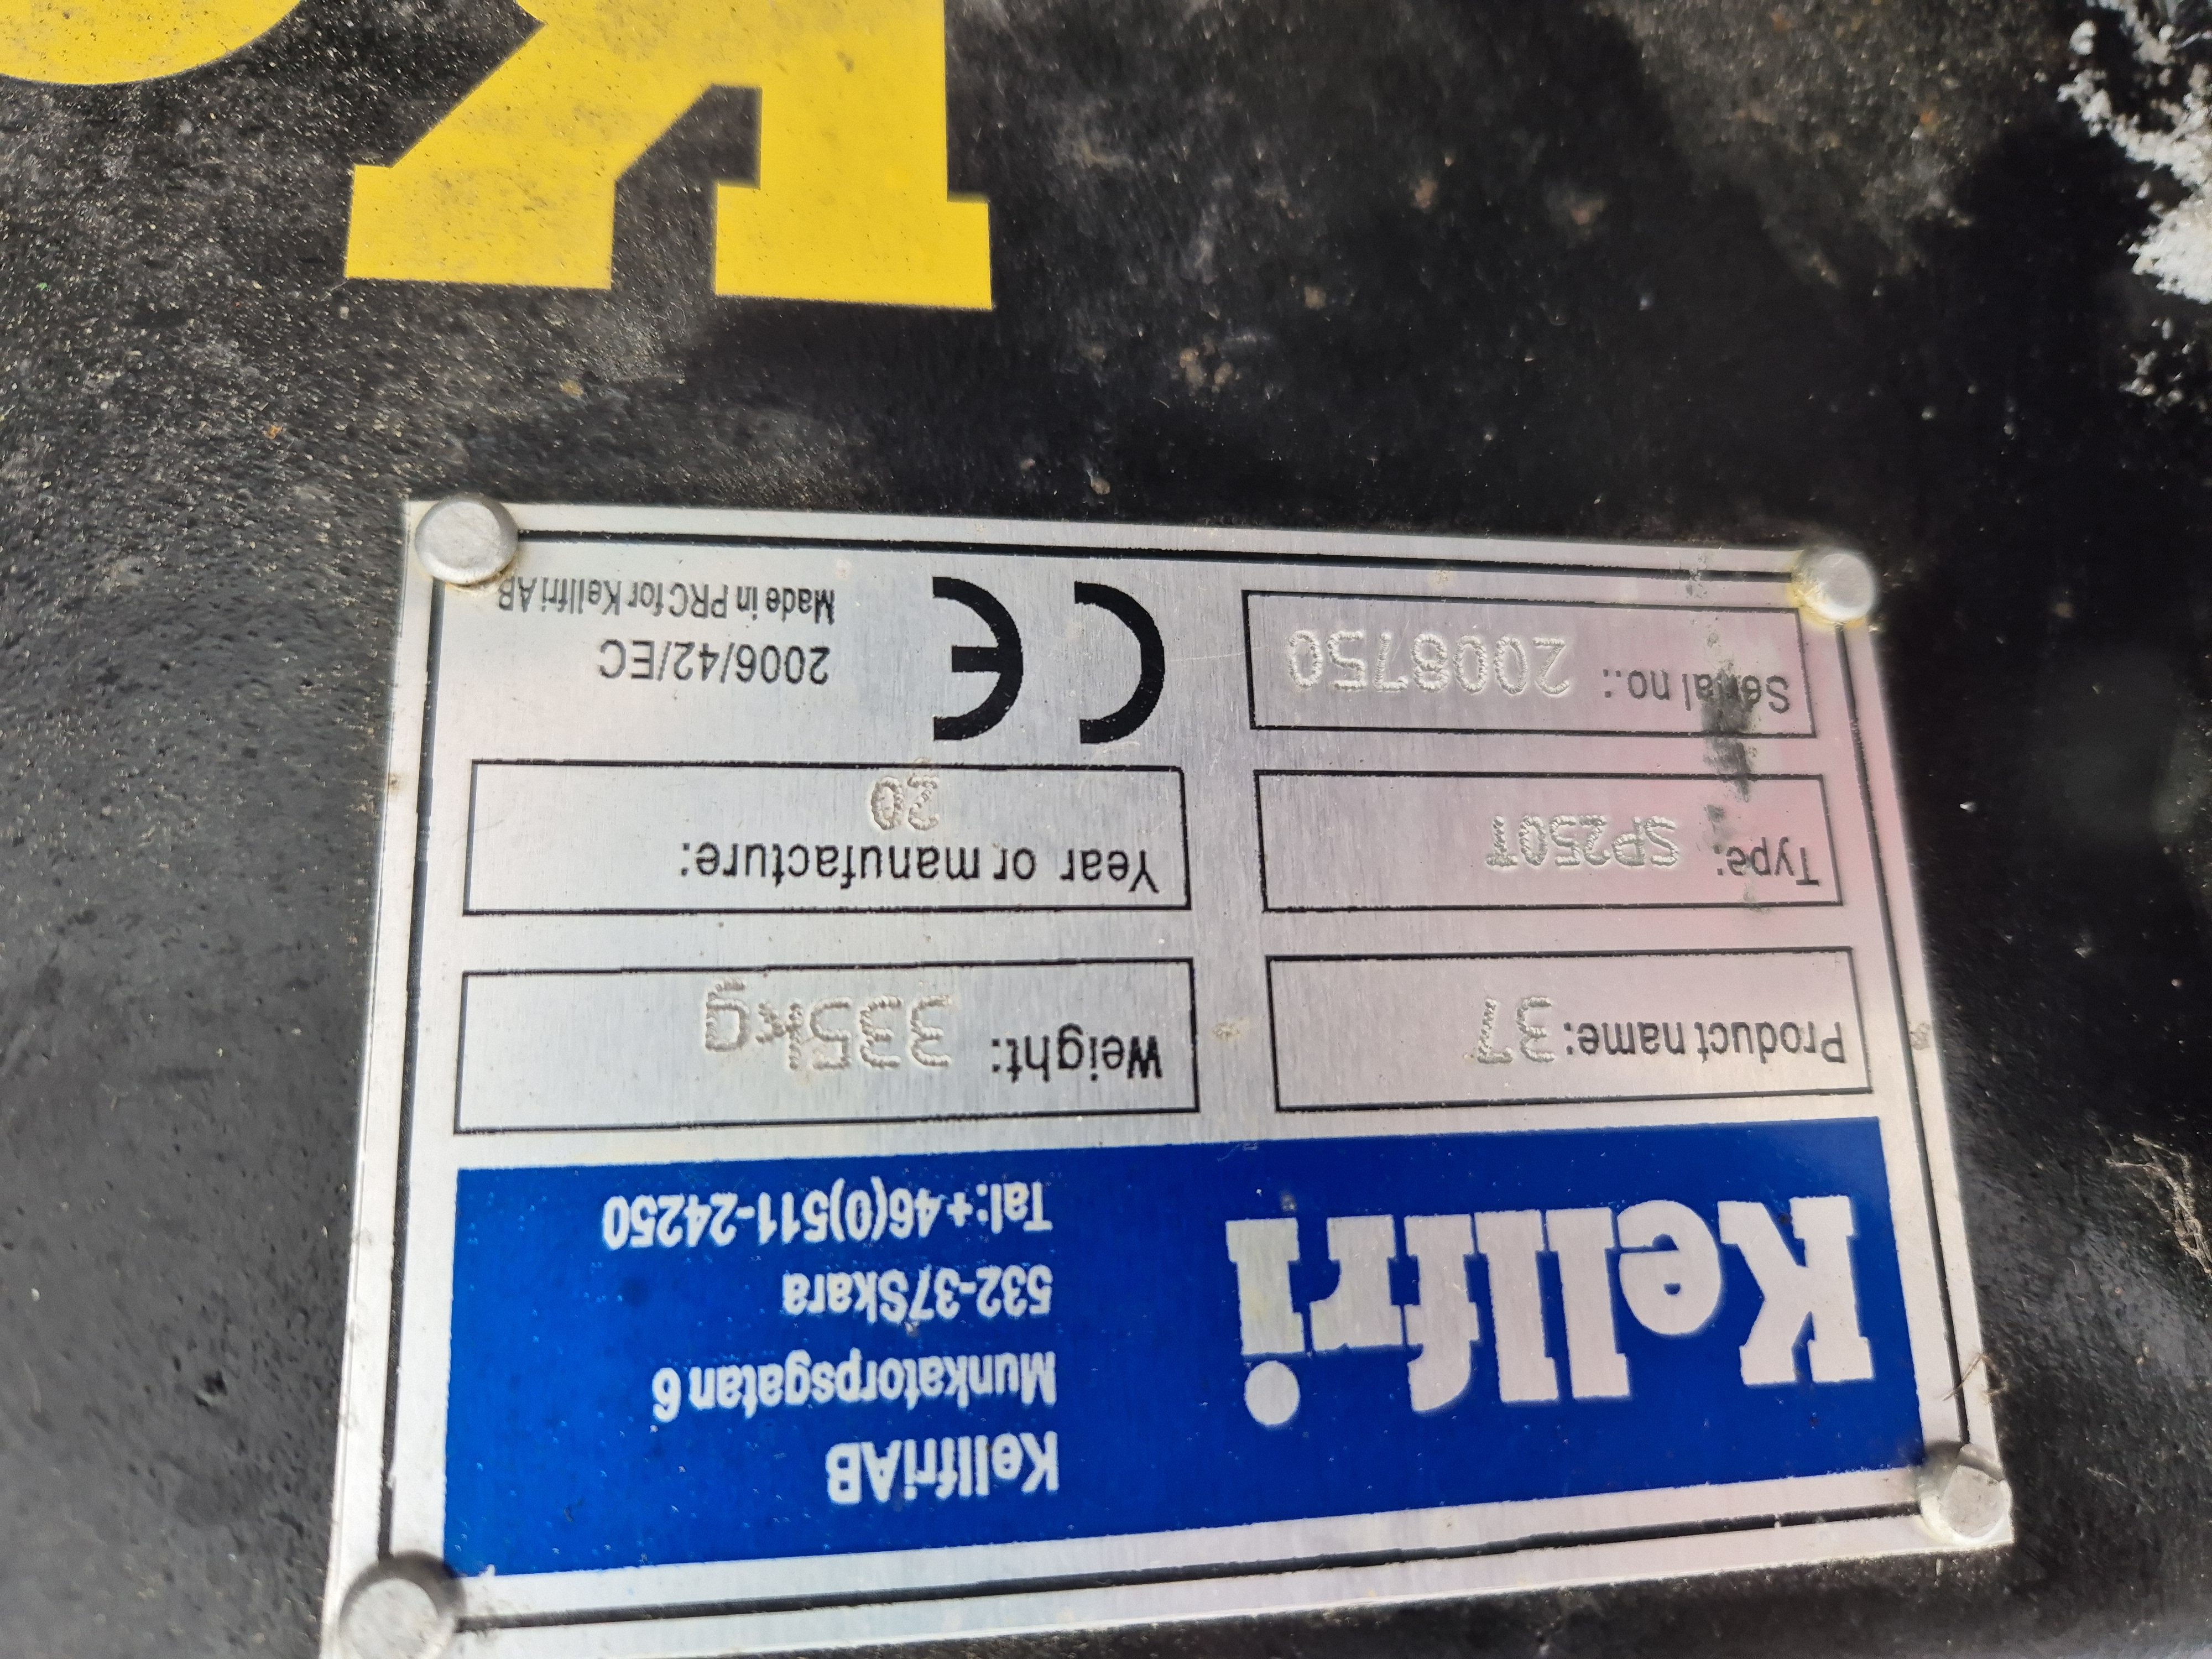 Kellfri
KellfriAB
Munkatorpsgatan 6
532-37Skara
Tal:+46(0)511-24250
Product name: 37
Weight: 335kg
Type: SP250T
Year or manufacture:
20
Serial no.: 2008750
CE
2006/42/EC
Made in PRC for Kellfri AB